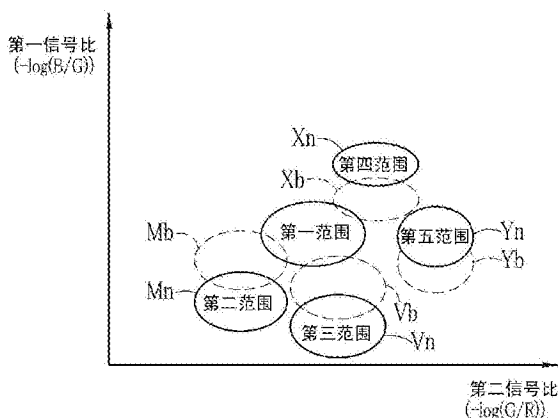 第一信号比
(-log(B/G))
Xn
第四范围
Xb
第一范围
第五范围
Yn
Yb
Mb
Mn
第二范围
Vb
第三范围
Vn
第二信号比
(-log(G/R))